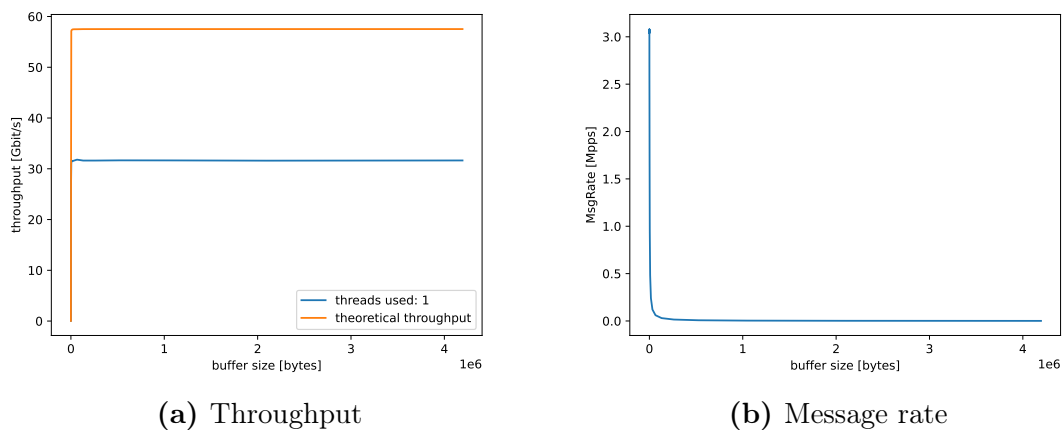 60
50
40
30
20
10
0
throughput [Gbit/s]
threads used: 1
theoretical throughput
0 1 2 3 4
1e6
buffer size [bytes]
(a) Throughput
3.0
2.5
2.0
1.5
1.0
0.5
0.0
MsgRate [Mpps]
0 1 2 3 4
1e6
buffer size [bytes]
(b) Message rate